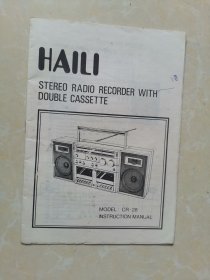 HAILI
STEREO RADIO RECORDER WITH
DOUBLE CASSETTE
MODEL CR-28
INSTRUCTION MANUAL